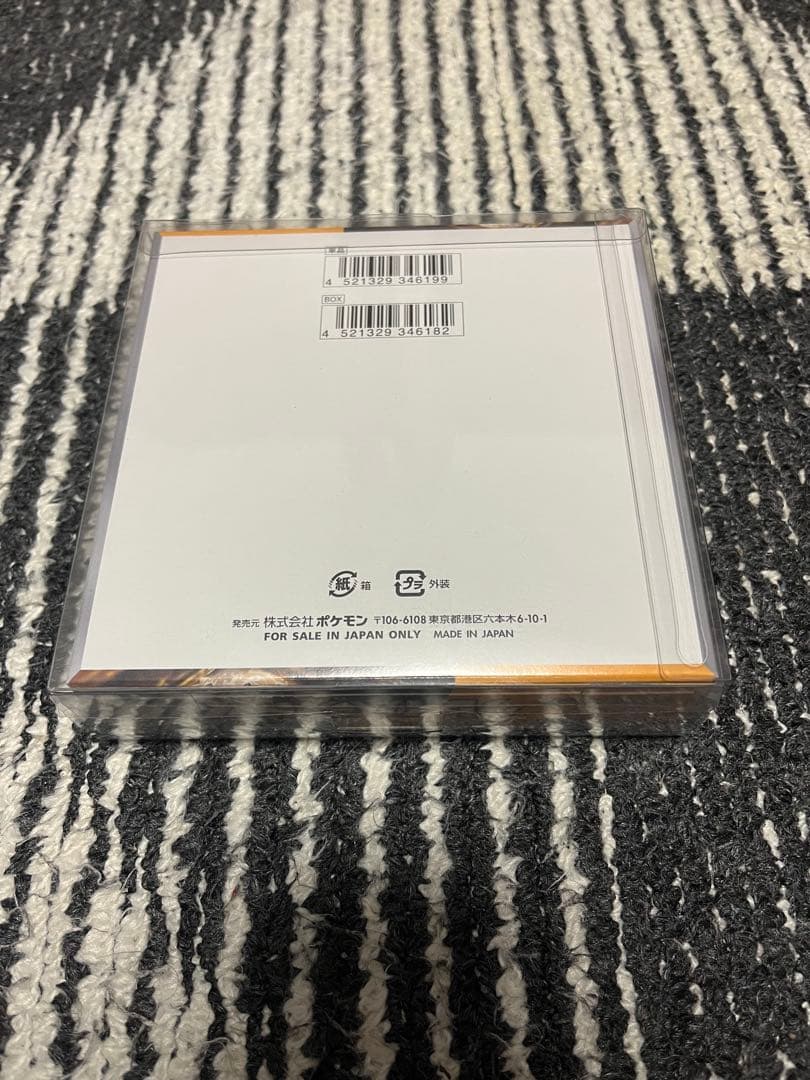 単品
4 521329 346199
BOX
4 521329 346182
紙 箱 プラ 外装
発売元 株式会社ポケモン 〒106-6108 東京都港区六本木6-10-1
FOR SALE IN JAPAN ONLY MADE IN JAPAN